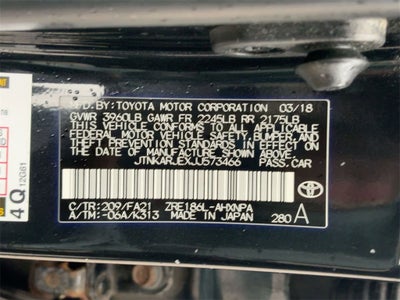 MFD. BY: TOYOTA MOTOR CORPORATION 03/18
GVWR 3960LB GAWR FR 2245LB RR 2175LB
THIS VEHICLE CONFORMS TO ALL APPLICABLE
FEDERAL MOTOR VEHICLE SAFETY, BUMPER, AND
THEFT PREVENTION STANDARDS IN EFFECT ON
THE DATE OF MANUFACTURE SHOWN ABOVE.
JTNKARJEXJJ573466 PASS.CAR
C/TR: 209/FA21 ZRE186L-AHXNPA
A/TM: -06A/K313 MADE IN JAPAN 280 A
TOYOTA
4Q 12G61